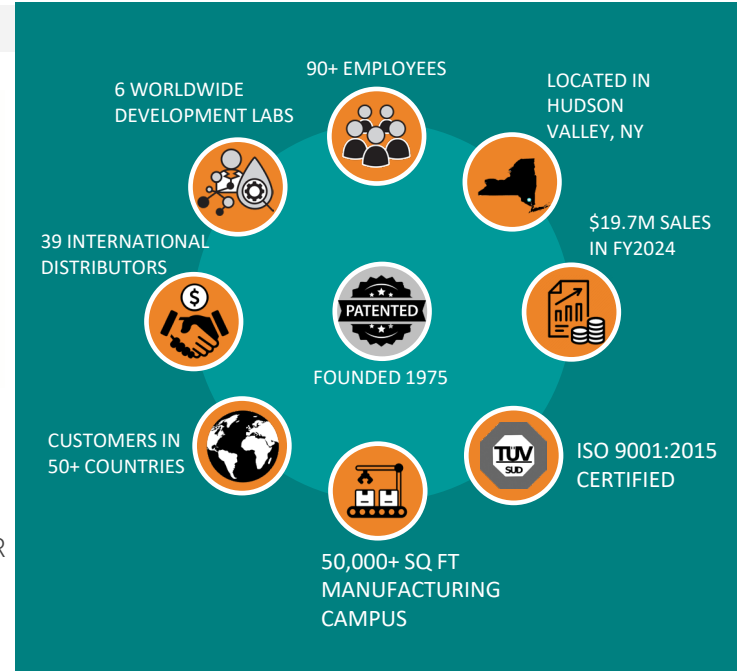 90+ EMPLOYEES
6 WORLDWIDE
DEVELOPMENT LABS
LOCATED IN
HUDSON
VALLEY, NY
39 INTERNATIONAL
DISTRIBUTORS
$
$19.7M SALES
IN FY2024
PATENTED
FOUNDED 1975
CUSTOMERS IN
50+ COUNTRIES
TÜV
SUD
ISO 9001:2015
CERTIFIED
R
50,000+ SQ FT
MANUFACTURING
CAMPUS